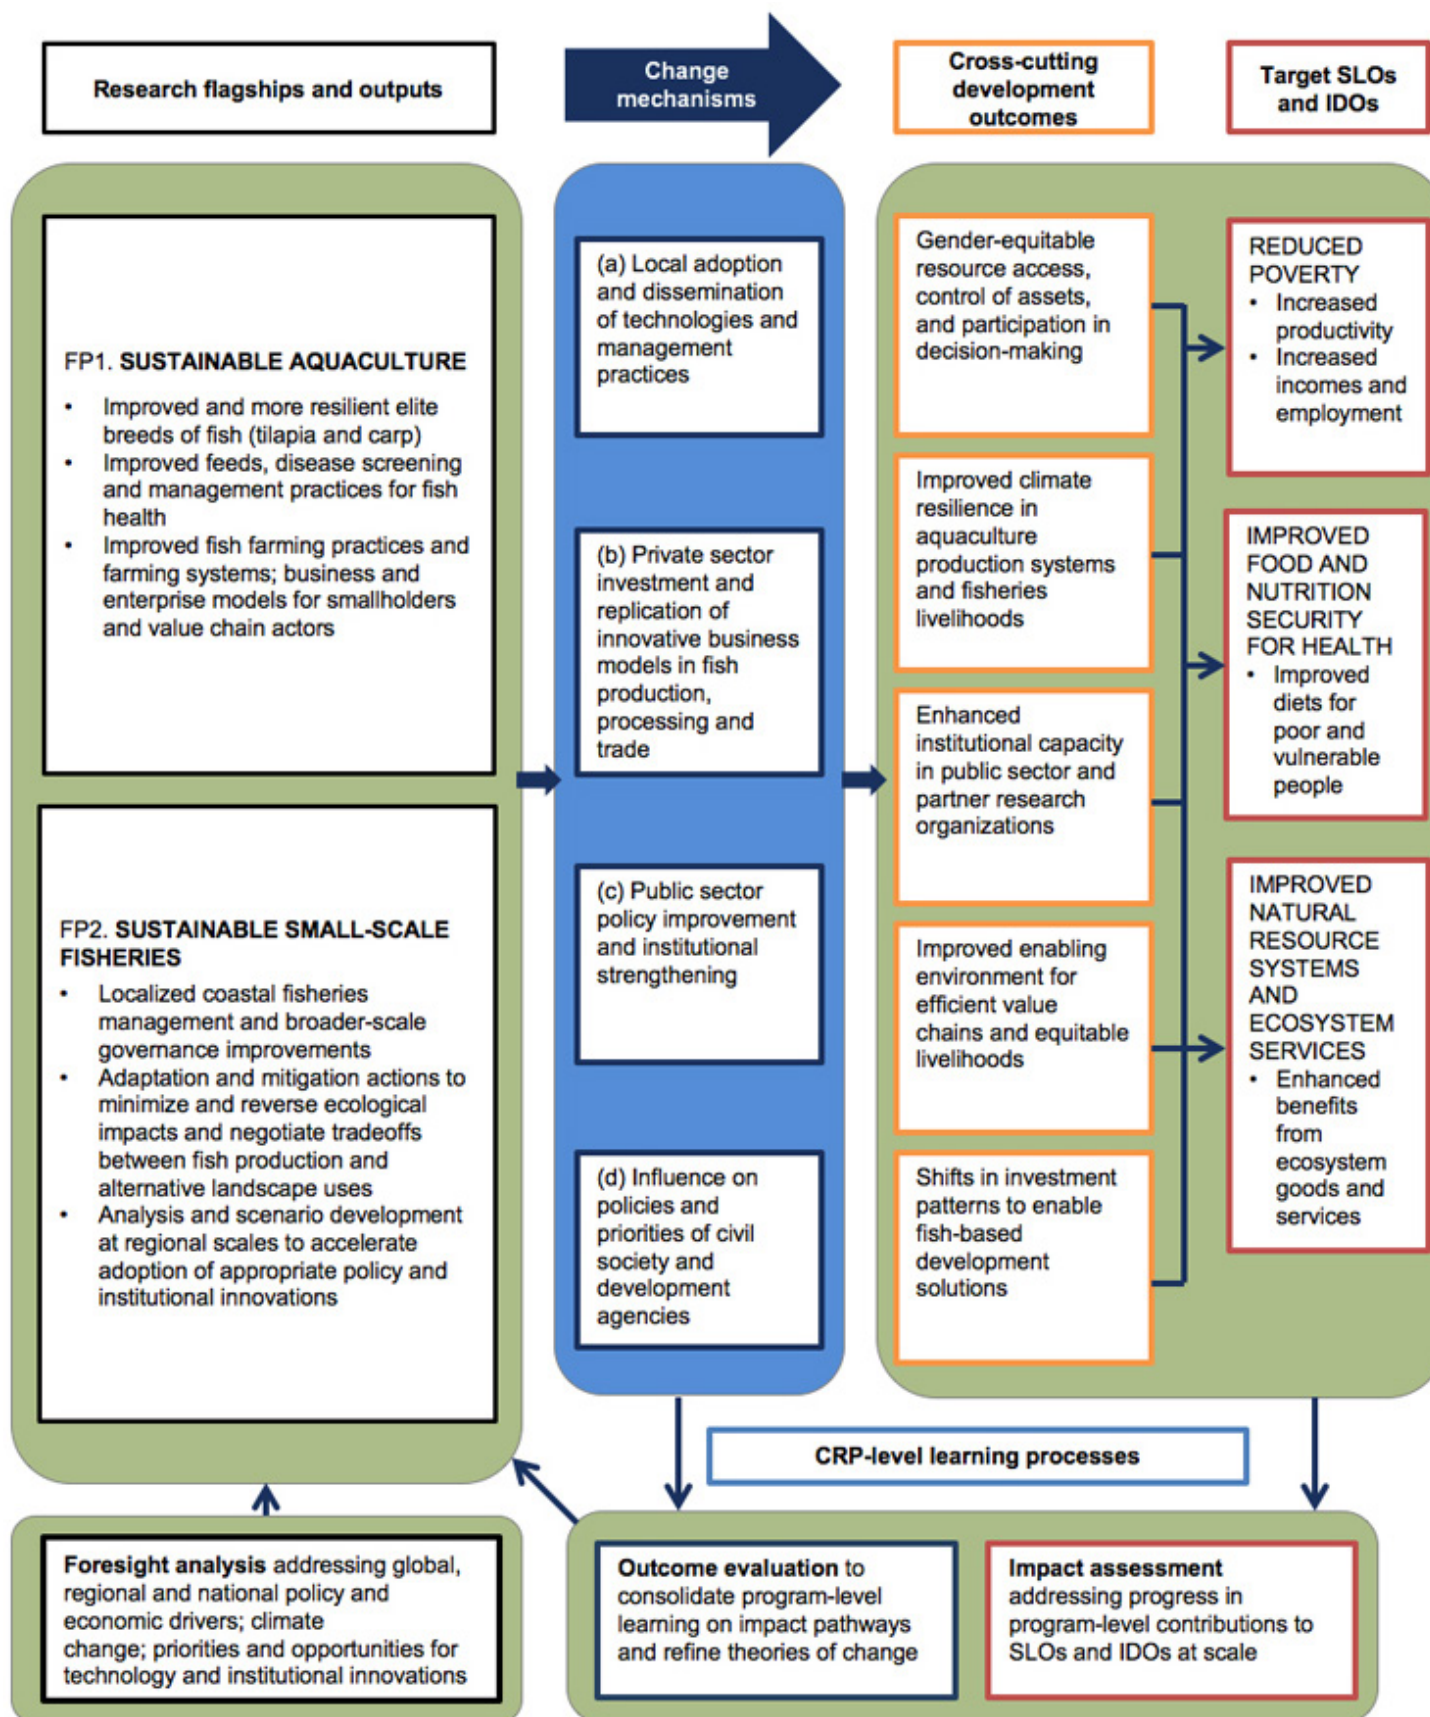 Research flagships and outputs
Change
mechanisms
Cross-cutting
development
outcomes
Target SLOs
and IDOs
FP1. SUSTAINABLE AQUACULTURE
• Improved and more resilient elite
breeds of fish (tilapia and carp)
• Improved feeds, disease screening
and management practices for fish
health
• Improved fish farming practices and
farming systems; business and
enterprise models for smallholders
and value chain actors
FP2. SUSTAINABLE SMALL-SCALE
FISHERIES
• Localized coastal fisheries
management and broader-scale
governance improvements
• Adaptation and mitigation actions to
minimize and reverse ecological
impacts and negotiate tradeoffs
between fish production and
alternative landscape uses
• Analysis and scenario development
at regional scales to accelerate
adoption of appropriate policy and
institutional innovations
(a) Local adoption
and dissemination
of technologies and
management
practices
(b) Private sector
investment and
replication of
innovative business
models in fish
production,
processing and
trade
(c) Public sector
policy improvement
and institutional
strengthening
(d) Influence on
policies and
priorities of civil
society and
development
agencies
Gender-equitable
resource access,
control of assets,
and participation in
decision-making
Improved climate
resilience in
aquaculture
production systems
and fisheries
livelihoods
Enhanced
institutional capacity
in public sector and
partner research
organizations
Improved enabling
environment for
efficient value
chains and equitable
livelihoods
Shifts in investment
patterns to enable
fish-based
development
solutions
REDUCED
POVERTY
• Increased
productivity
• Increased
incomes and
employment
IMPROVED
FOOD AND
NUTRITION
SECURITY
FOR HEALTH
• Improved
diets for
poor and
vulnerable
people
IMPROVED
NATURAL
RESOURCE
SYSTEMS
AND
ECOSYSTEM
SERVICES
• Enhanced
benefits
from
ecosystem
goods and
services
CRP-level learning processes
Foresight analysis addressing global,
regional and national policy and
economic drivers; climate
change; priorities and opportunities for
technology and institutional innovations
Outcome evaluation to
consolidate program-level
learning on impact pathways
and refine theories of change
Impact assessment
addressing progress in
program-level contributions to
SLOs and IDOs at scale